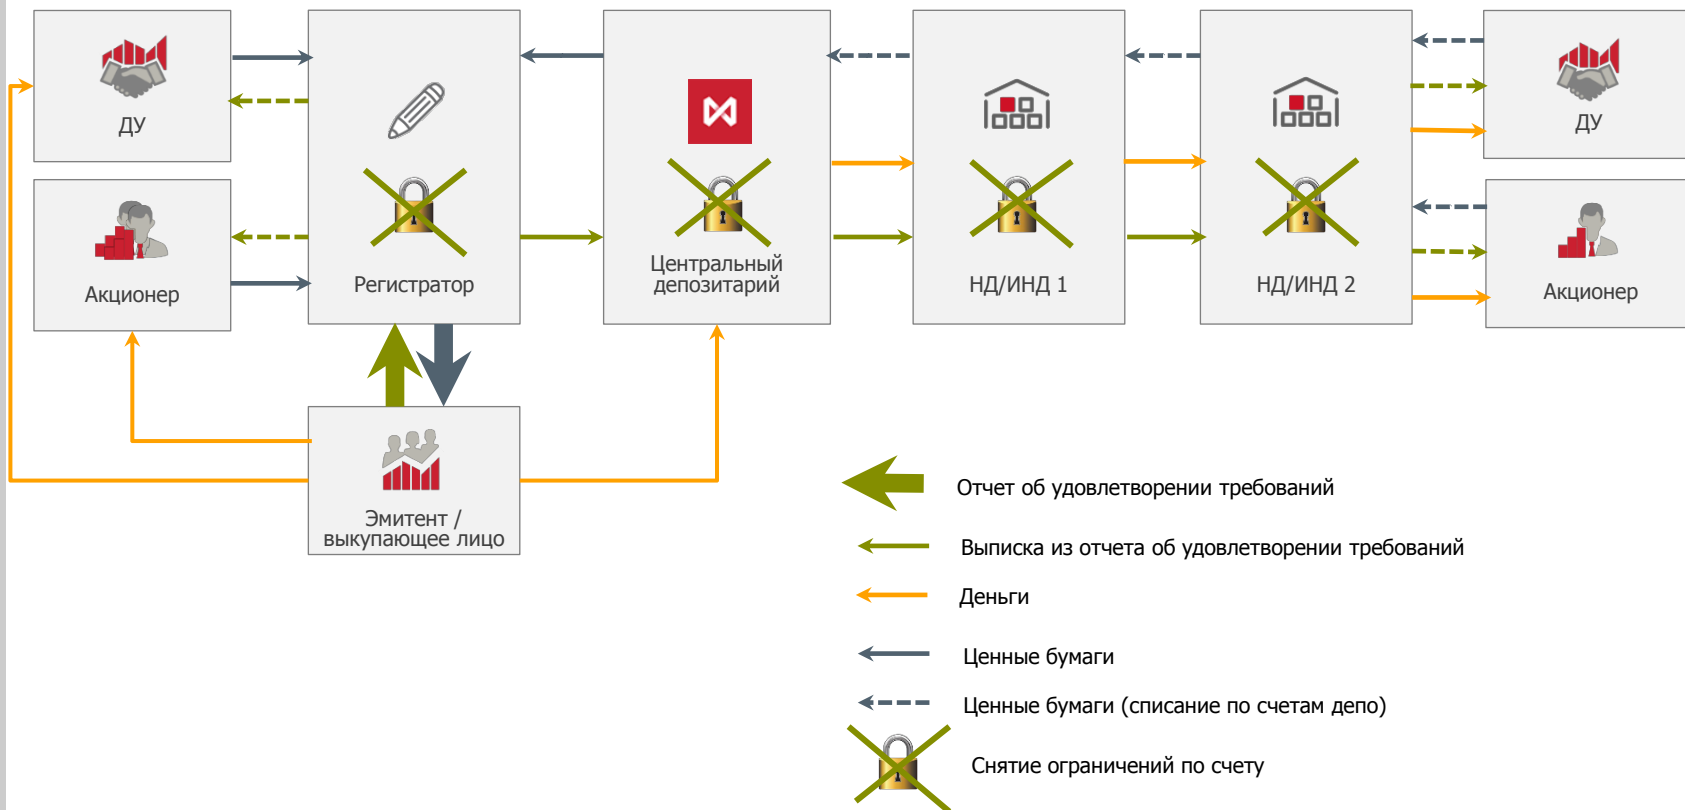 ДУ
Акционер
Регистратор
Центральный
депозитарий
НД/ИНД 1
НД/ИНД 2
ДУ
Акционер
Эмитент /
выкупающее лицо
Отчет об удовлетворении требований
Выписка из отчета об удовлетворении требований
Деньги
Ценные бумаги
Ценные бумаги (списание по счетам депо)
Снятие ограничений по счету